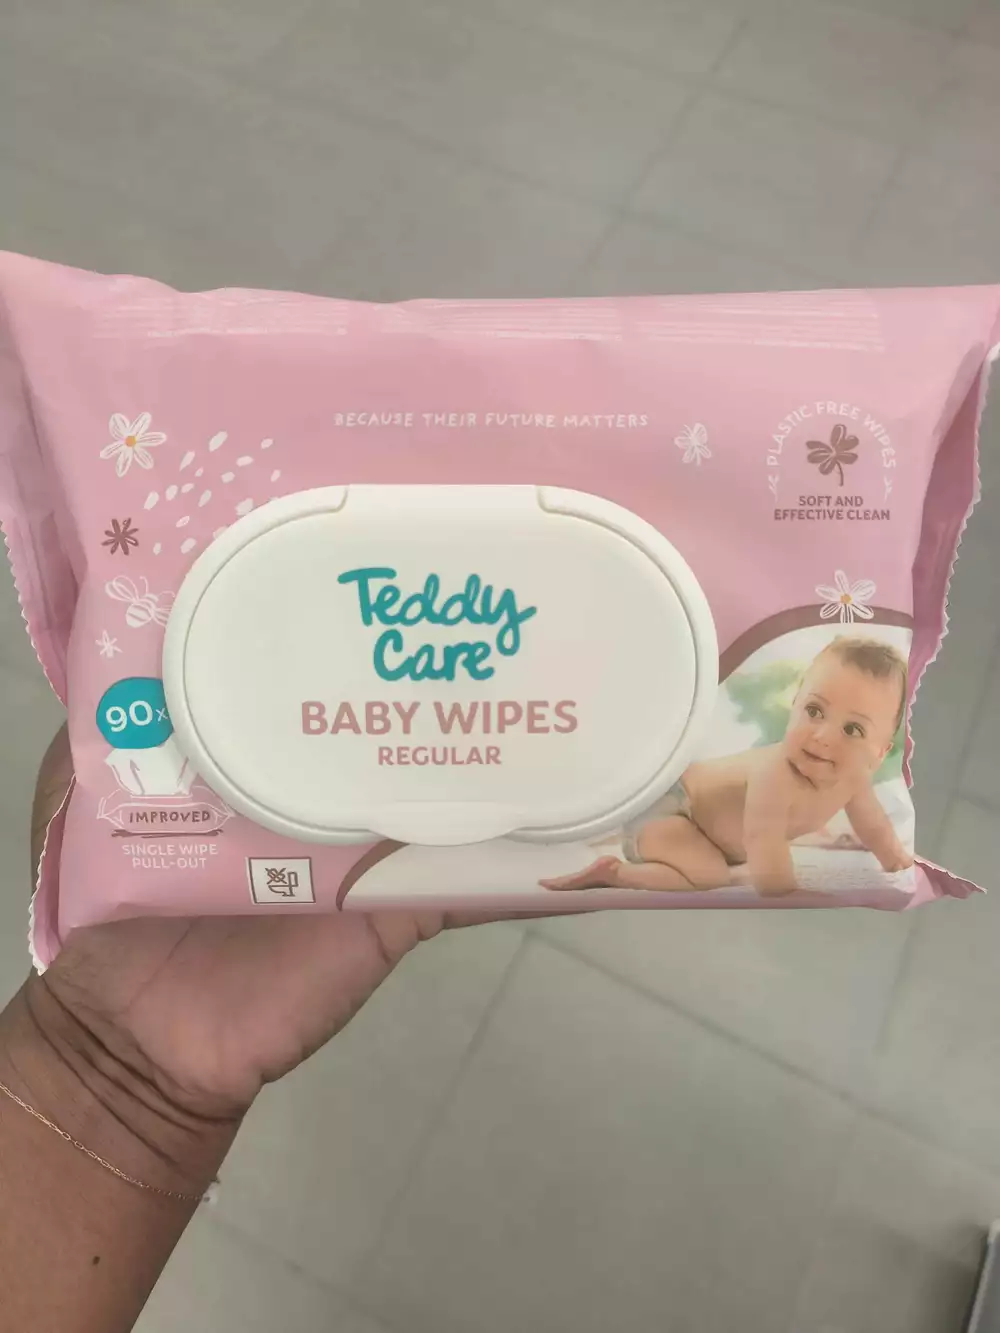 BECAUSE THEIR FUTURE MATTERS
PLASTIC FREE WIPES
SOFT AND
EFFECTIVE CLEAN
Teddy
Care
BABY WIPES
REGULAR
90x
IMPROVED
SINGLE WIPE
PULL-OUT